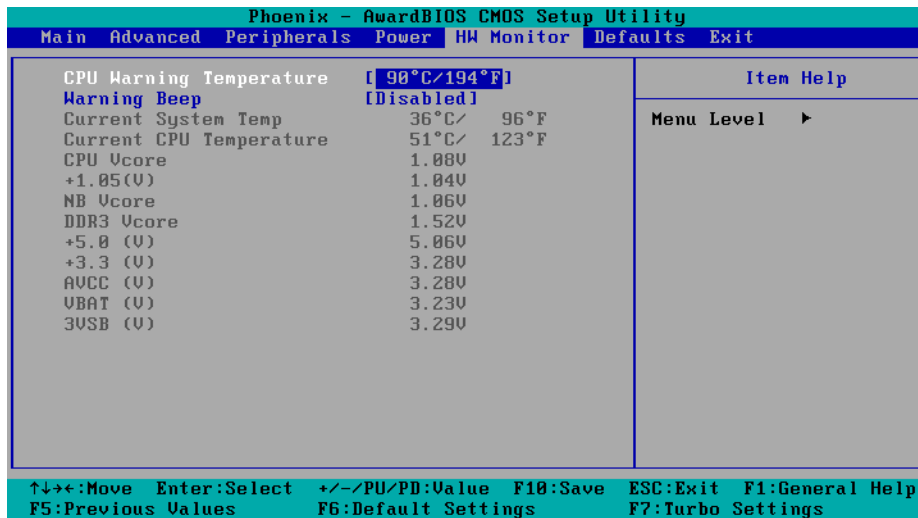 Phoenix - AwardBIOS CMOS Setup Utility
Main Advanced Peripherals Power HW Monitor Defaults Exit
CPU Warning Temperature [ 90°C/194°F]
Item Help
Warning Beep [Disabled]
Current System Temp 36°C/ 96°F
Menu Level ►
Current CPU Temperature 51°C/ 123°F
CPU Vcore 1.08V
+1.05(V) 1.04V
NB Vcore 1.06V
DDR3 Vcore 1.52V
+5.0 (V) 5.06V
+3.3 (V) 3.28V
AVCC (V) 3.28V
VBAT (V) 3.23V
3VSB (V) 3.29V
↑↓→←:Move Enter:Select +/-/PU/PD:Value F10:Save ESC:Exit F1:General Help
F5:Previous Values F6:Default Settings F7:Turbo Settings